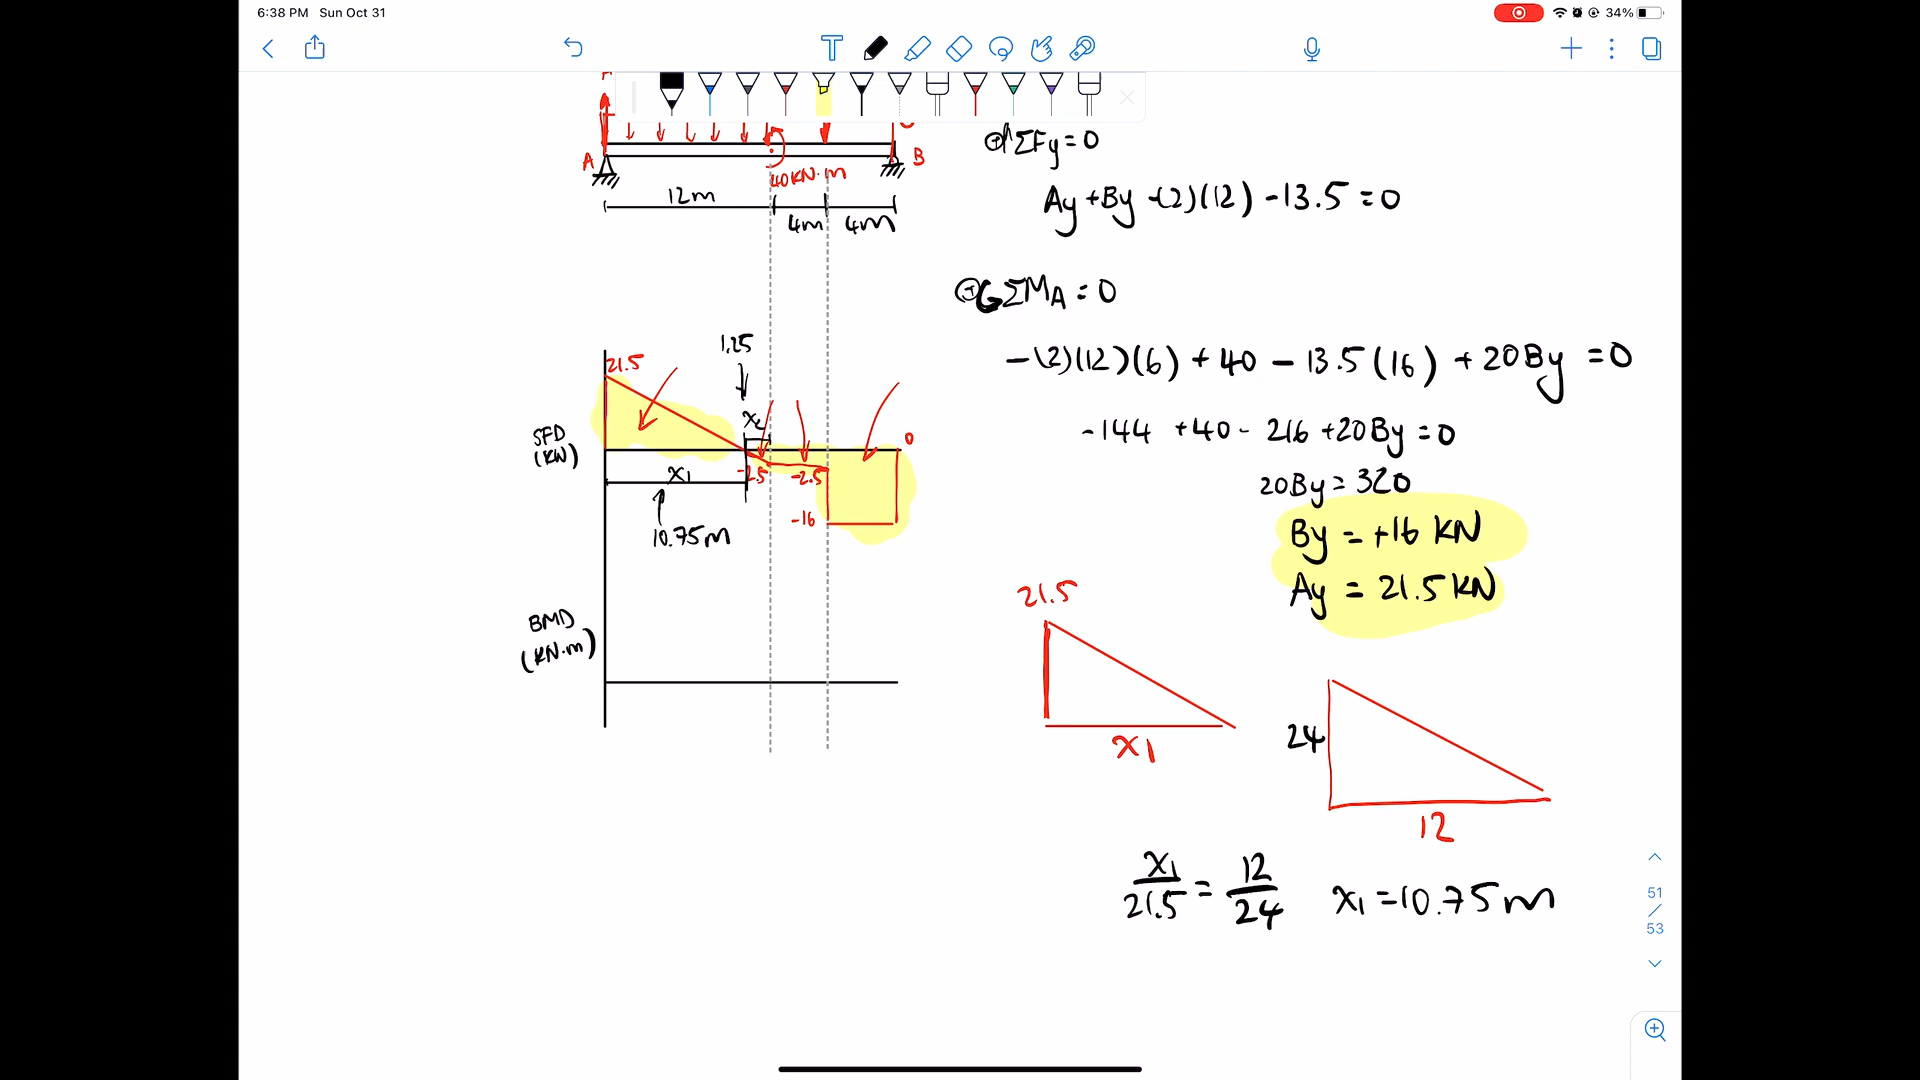 6:38 PM Sun Oct 31
34%
A
B
40KN·m
12m
4m
4m
+↑ΣFy=0
Ay+By-(2)(12)-13.5=0
+ΣMA=0
-(2)(12)(6)+40-13.5(16)+20By=0
-144+40-216+20By=0
20By=320
By=+16 KN
Ay=21.5KN
1.25
21.5
x2
SFD
(KN)
0
x1
-2.5
-2.5
-16
10.75m
BMD
(KN·m)
21.5
x1
24
12
x1/21.5=12/24
x1=10.75m
51
/
53